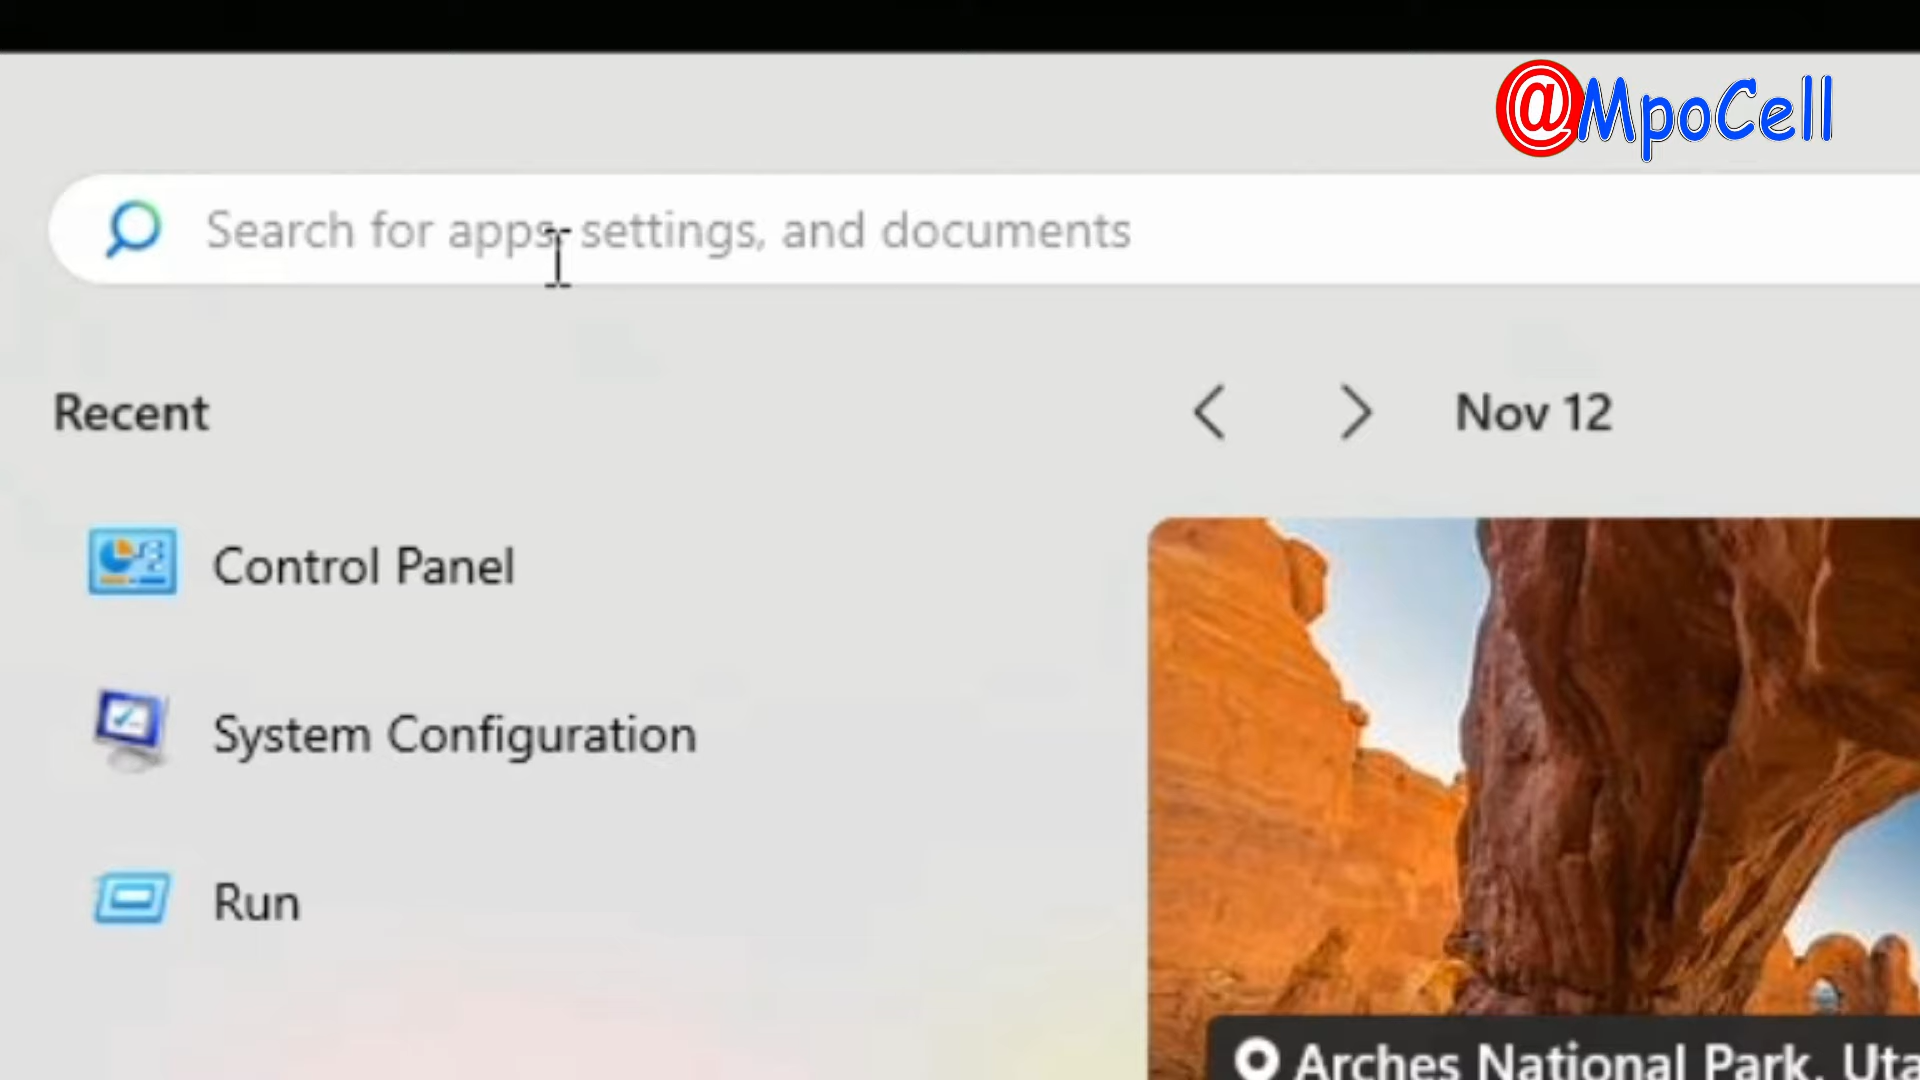 @MpoCell
Search for apps, settings, and documents
Recent
Nov 12
Control Panel
System Configuration
Run
Arches National Park, Uta